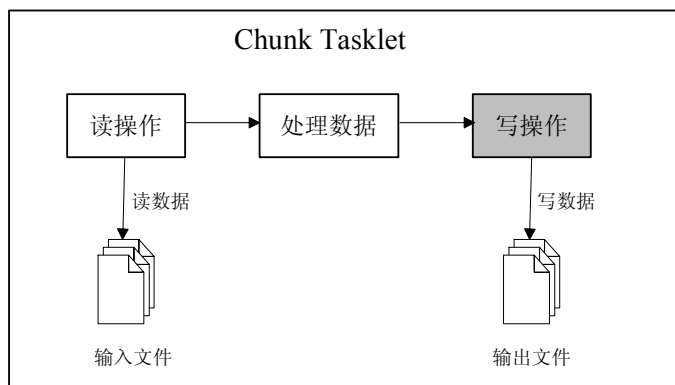 Chunk Tasklet
读操作
处理数据
写操作
读数据
写数据
输入文件
输出文件